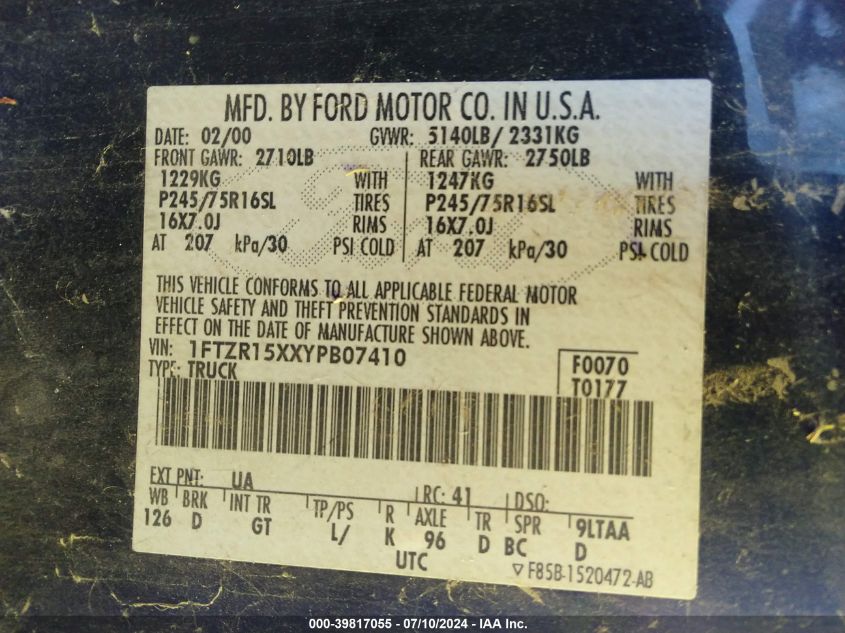 MFD. BY FORD MOTOR CO. IN U.S.A.
DATE: 02/00 GVWR: 5140LB/ 2331KG
FRONT GAWR: 2710LB REAR GAWR: 2750LB
1229KG WITH 1247KG WITH
P245/75R16SL TIRES P245/75R16SL TIRES
16X7.0J RIMS 16X7.0J RIMS
AT 207 kPa/30 PSI COLD AT 207 kPa/30 PSI COLD
THIS VEHICLE CONFORMS TO ALL APPLICABLE FEDERAL MOTOR
VEHICLE SAFETY AND THEFT PREVENTION STANDARDS IN
EFFECT ON THE DATE OF MANUFACTURE SHOWN ABOVE.
VIN: 1FTZR15XXYPB07410 F0070
TYPE: TRUCK T0177
EXT PNT: UA RC: 41 DSO:
WB BRK INT TR TP/PS R AXLE TR SPR 9LTAA
126 D GT L/ K 96 D BC D
UTC ▽F85B-1520472-AB
000-39817055 - 07/10/2024 - IAA Inc.